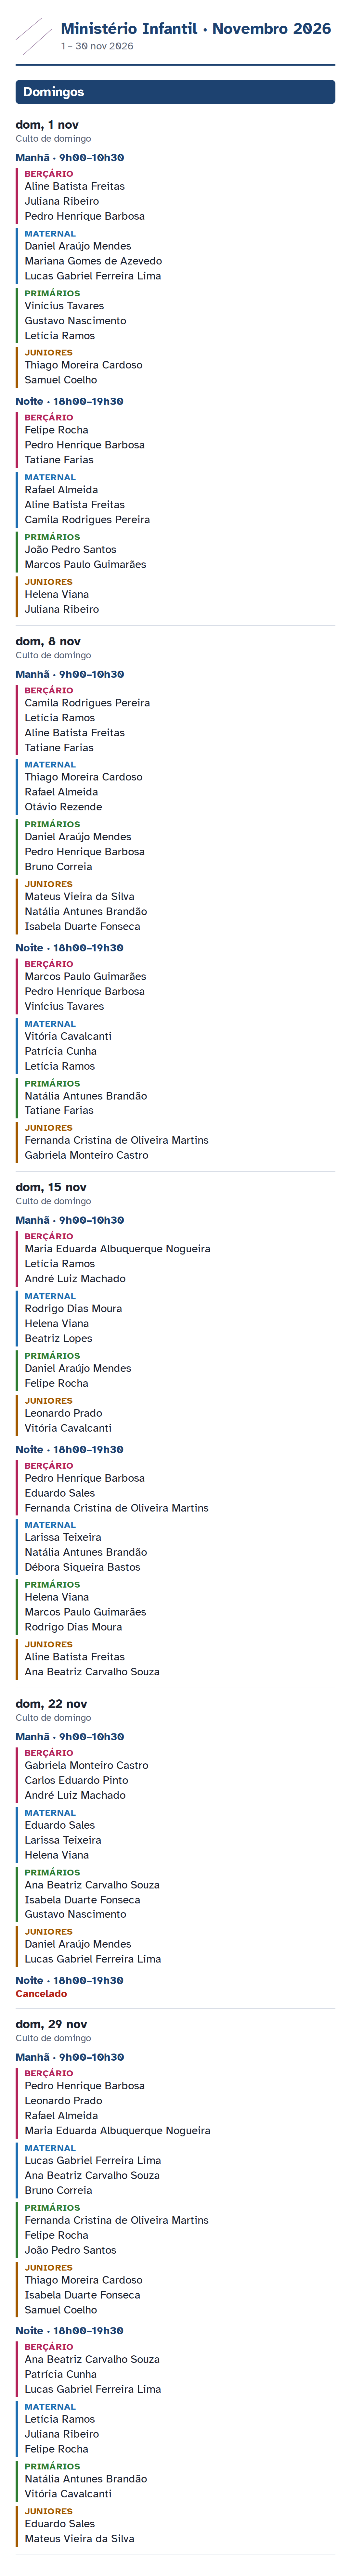 Ministério Infantil · Novembro 2026
1 – 30 nov 2026
Domingos
dom, 1 nov
Culto de domingo
Manhã · 9h00–10h30
BERÇÁRIO
Aline Batista Freitas
Juliana Ribeiro
Pedro Henrique Barbosa
MATERNAL
Daniel Araújo Mendes
Mariana Gomes de Azevedo
Lucas Gabriel Ferreira Lima
PRIMÁRIOS
Vinícius Tavares
Gustavo Nascimento
Letícia Ramos
JUNIORES
Thiago Moreira Cardoso
Samuel Coelho
Noite · 18h00–19h30
BERÇÁRIO
Felipe Rocha
Pedro Henrique Barbosa
Tatiane Farias
MATERNAL
Rafael Almeida
Aline Batista Freitas
Camila Rodrigues Pereira
PRIMÁRIOS
João Pedro Santos
Marcos Paulo Guimarães
JUNIORES
Helena Viana
Juliana Ribeiro
dom, 8 nov
Culto de domingo
Manhã · 9h00–10h30
BERÇÁRIO
Camila Rodrigues Pereira
Letícia Ramos
Aline Batista Freitas
Tatiane Farias
MATERNAL
Thiago Moreira Cardoso
Rafael Almeida
Otávio Rezende
PRIMÁRIOS
Daniel Araújo Mendes
Pedro Henrique Barbosa
Bruno Correia
JUNIORES
Mateus Vieira da Silva
Natália Antunes Brandão
Isabela Duarte Fonseca
Noite · 18h00–19h30
BERÇÁRIO
Marcos Paulo Guimarães
Pedro Henrique Barbosa
Vinícius Tavares
MATERNAL
Vitória Cavalcanti
Patrícia Cunha
Letícia Ramos
PRIMÁRIOS
Natália Antunes Brandão
Tatiane Farias
JUNIORES
Fernanda Cristina de Oliveira Martins
Gabriela Monteiro Castro
dom, 15 nov
Culto de domingo
Manhã · 9h00–10h30
BERÇÁRIO
Maria Eduarda Albuquerque Nogueira
Letícia Ramos
André Luiz Machado
MATERNAL
Rodrigo Dias Moura
Helena Viana
Beatriz Lopes
PRIMÁRIOS
Daniel Araújo Mendes
Felipe Rocha
JUNIORES
Leonardo Prado
Vitória Cavalcanti
Noite · 18h00–19h30
BERÇÁRIO
Pedro Henrique Barbosa
Eduardo Sales
Fernanda Cristina de Oliveira Martins
MATERNAL
Larissa Teixeira
Natália Antunes Brandão
Débora Siqueira Bastos
PRIMÁRIOS
Helena Viana
Marcos Paulo Guimarães
Rodrigo Dias Moura
JUNIORES
Aline Batista Freitas
Ana Beatriz Carvalho Souza
dom, 22 nov
Culto de domingo
Manhã · 9h00–10h30
BERÇÁRIO
Gabriela Monteiro Castro
Carlos Eduardo Pinto
André Luiz Machado
MATERNAL
Eduardo Sales
Larissa Teixeira
Helena Viana
PRIMÁRIOS
Ana Beatriz Carvalho Souza
Isabela Duarte Fonseca
Gustavo Nascimento
JUNIORES
Daniel Araújo Mendes
Lucas Gabriel Ferreira Lima
Noite · 18h00–19h30
Cancelado
dom, 29 nov
Culto de domingo
Manhã · 9h00–10h30
BERÇÁRIO
Pedro Henrique Barbosa
Leonardo Prado
Rafael Almeida
Maria Eduarda Albuquerque Nogueira
MATERNAL
Lucas Gabriel Ferreira Lima
Ana Beatriz Carvalho Souza
Bruno Correia
PRIMÁRIOS
Fernanda Cristina de Oliveira Martins
Felipe Rocha
João Pedro Santos
JUNIORES
Thiago Moreira Cardoso
Isabela Duarte Fonseca
Samuel Coelho
Noite · 18h00–19h30
BERÇÁRIO
Ana Beatriz Carvalho Souza
Patrícia Cunha
Lucas Gabriel Ferreira Lima
MATERNAL
Letícia Ramos
Juliana Ribeiro
Felipe Rocha
PRIMÁRIOS
Natália Antunes Brandão
Vitória Cavalcanti
JUNIORES
Eduardo Sales
Mateus Vieira da Silva